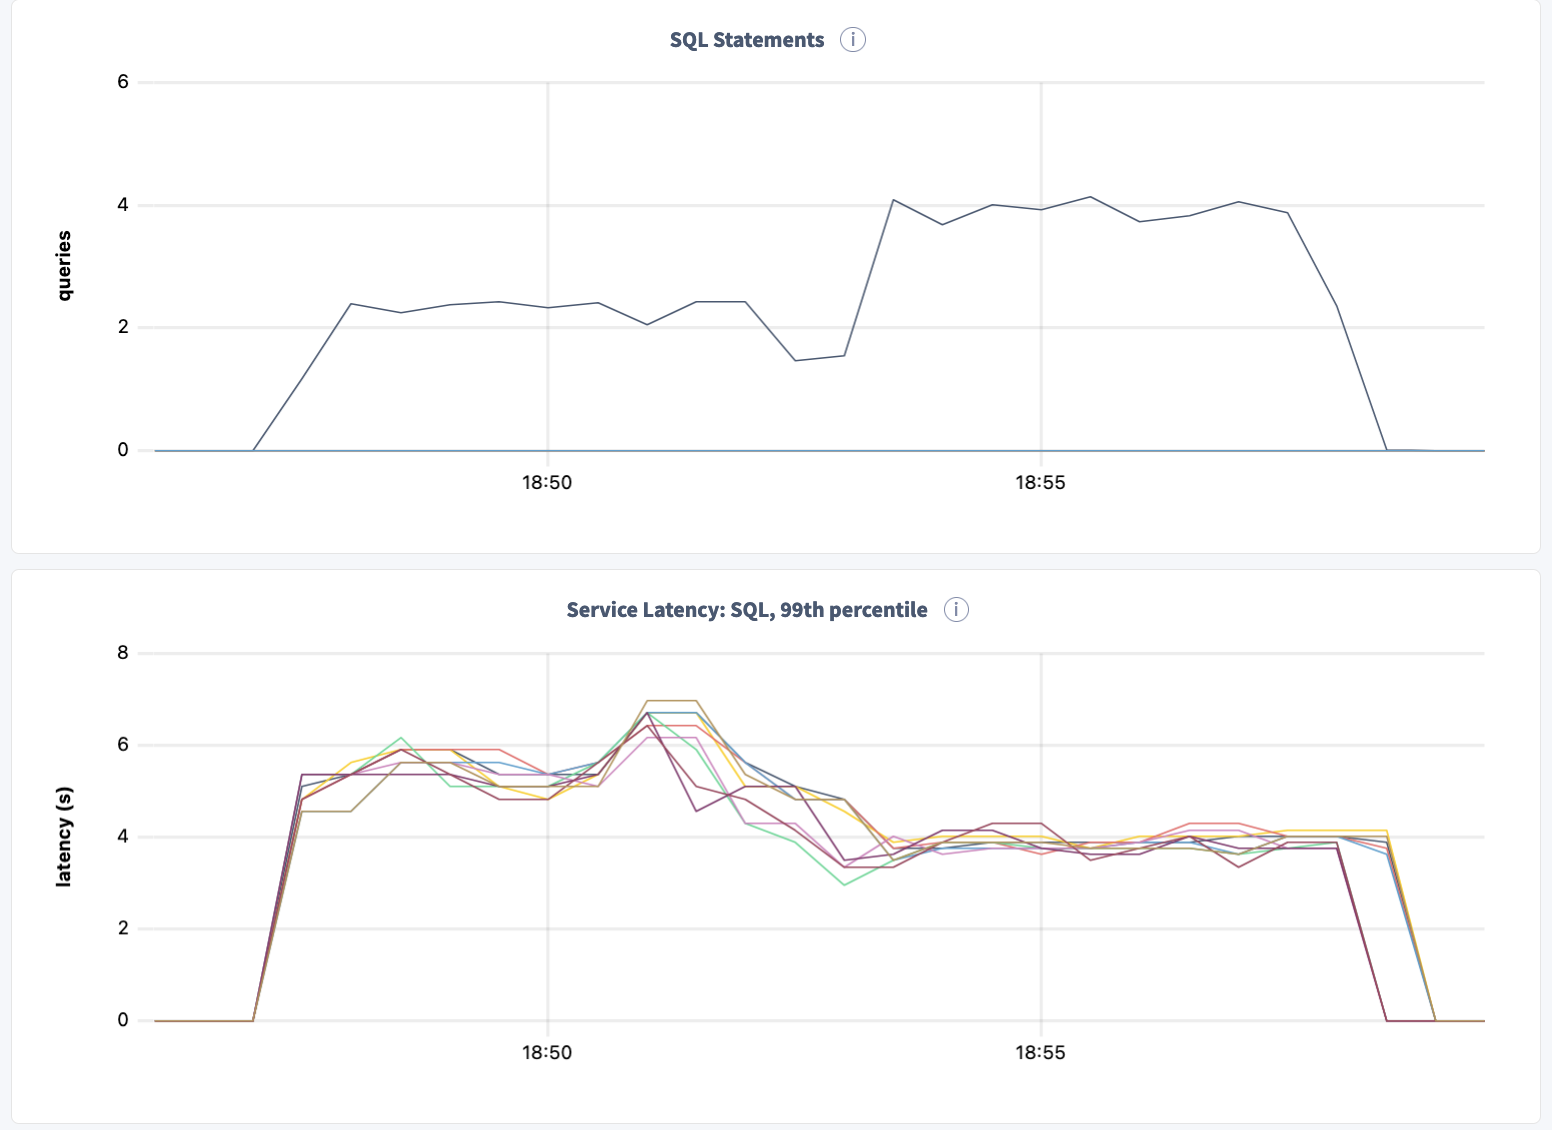 SQL Statements i
6
4
2
0
queries
18:50 18:55
Service Latency: SQL, 99th percentile i
8
6
4
2
0
latency (s)
18:50 18:55